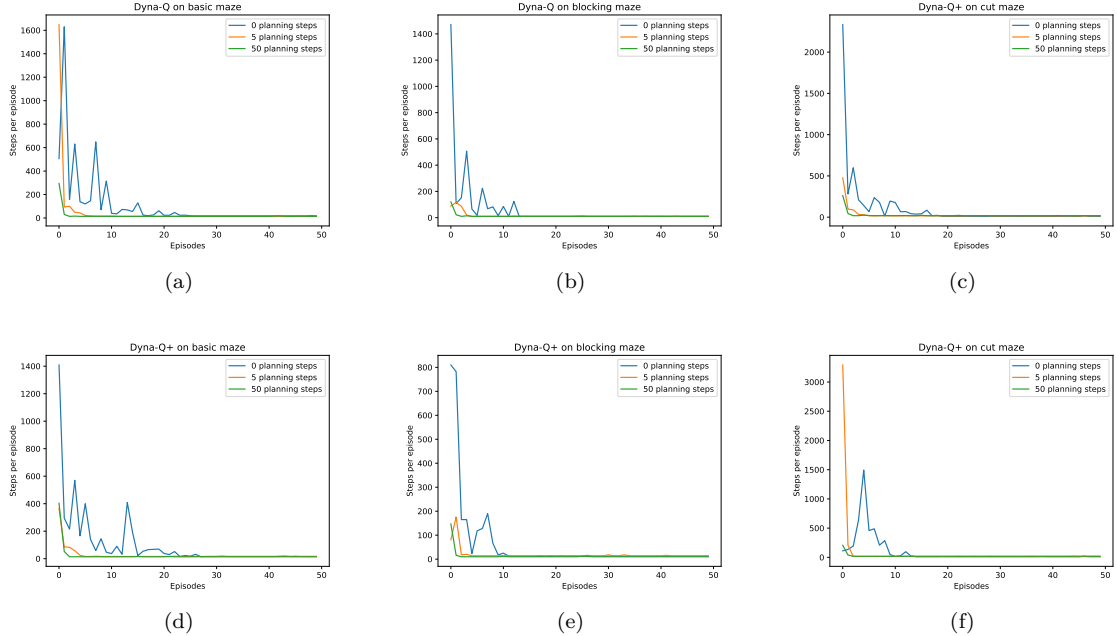 Dyna-Q on basic maze
Steps per episode
1600
1400
1200
1000
800
600
400
200
0
0 planning steps
5 planning steps
50 planning steps
0 10 20 30 40 50
Episodes
(a)
Dyna-Q on blocking maze
Steps per episode
1400
1200
1000
800
600
400
200
0
0 planning steps
5 planning steps
50 planning steps
0 10 20 30 40 50
Episodes
(b)
Dyna-Q+ on cut maze
Steps per episode
2000
1500
1000
500
0
0 planning steps
5 planning steps
50 planning steps
0 10 20 30 40 50
Episodes
(c)
Dyna-Q+ on basic maze
Steps per episode
1400
1200
1000
800
600
400
200
0
0 planning steps
5 planning steps
50 planning steps
0 10 20 30 40 50
Episodes
(d)
Dyna-Q+ on blocking maze
Steps per episode
800
700
600
500
400
300
200
100
0
0 planning steps
5 planning steps
50 planning steps
0 10 20 30 40 50
Episodes
(e)
Dyna-Q+ on cut maze
Steps per episode
3000
2500
2000
1500
1000
500
0
0 planning steps
5 planning steps
50 planning steps
0 10 20 30 40 50
Episodes
(f)